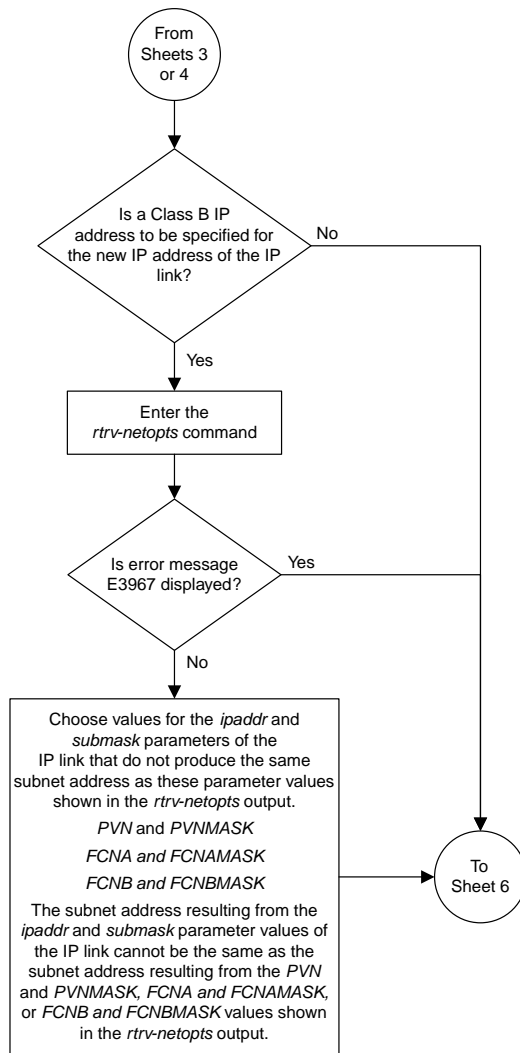 From
Sheets 3
or 4
Is a Class B IP
address to be specified for
the new IP address of the IP
link?
No
Yes
Enter the
rtrv-netopts command
Is error message
E3967 displayed?
Yes
No
Choose values for the ipaddr and
submask parameters of the
IP link that do not produce the same
subnet address as these parameter values
shown in the rtrv-netopts output.
PVN and PVNMASK
FCNA and FCNAMASK
FCNB and FCNBMASK
The subnet address resulting from the
ipaddr and submask parameter values of
the IP link cannot be the same as the
subnet address resulting from the PVN
and PVNMASK, FCNA and FCNAMASK,
or FCNB and FCNBMASK values shown
in the rtrv-netopts output.
To
Sheet 6